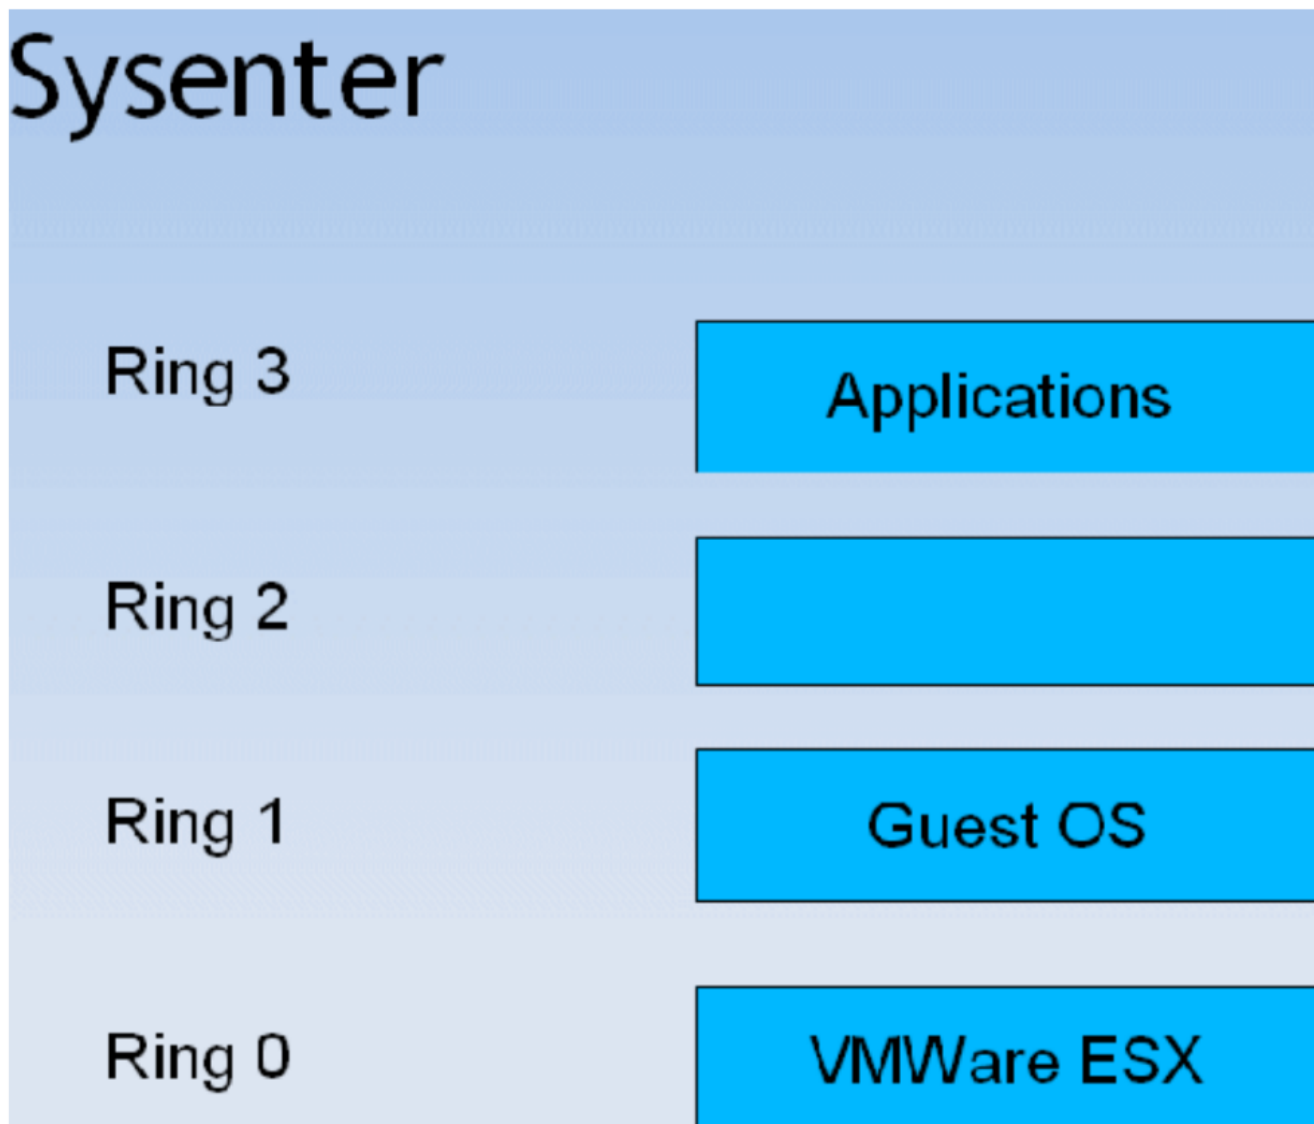 Sysenter
Ring 3
Applications
Ring 2
Ring 1
Guest OS
Ring 0
VMWare ESX